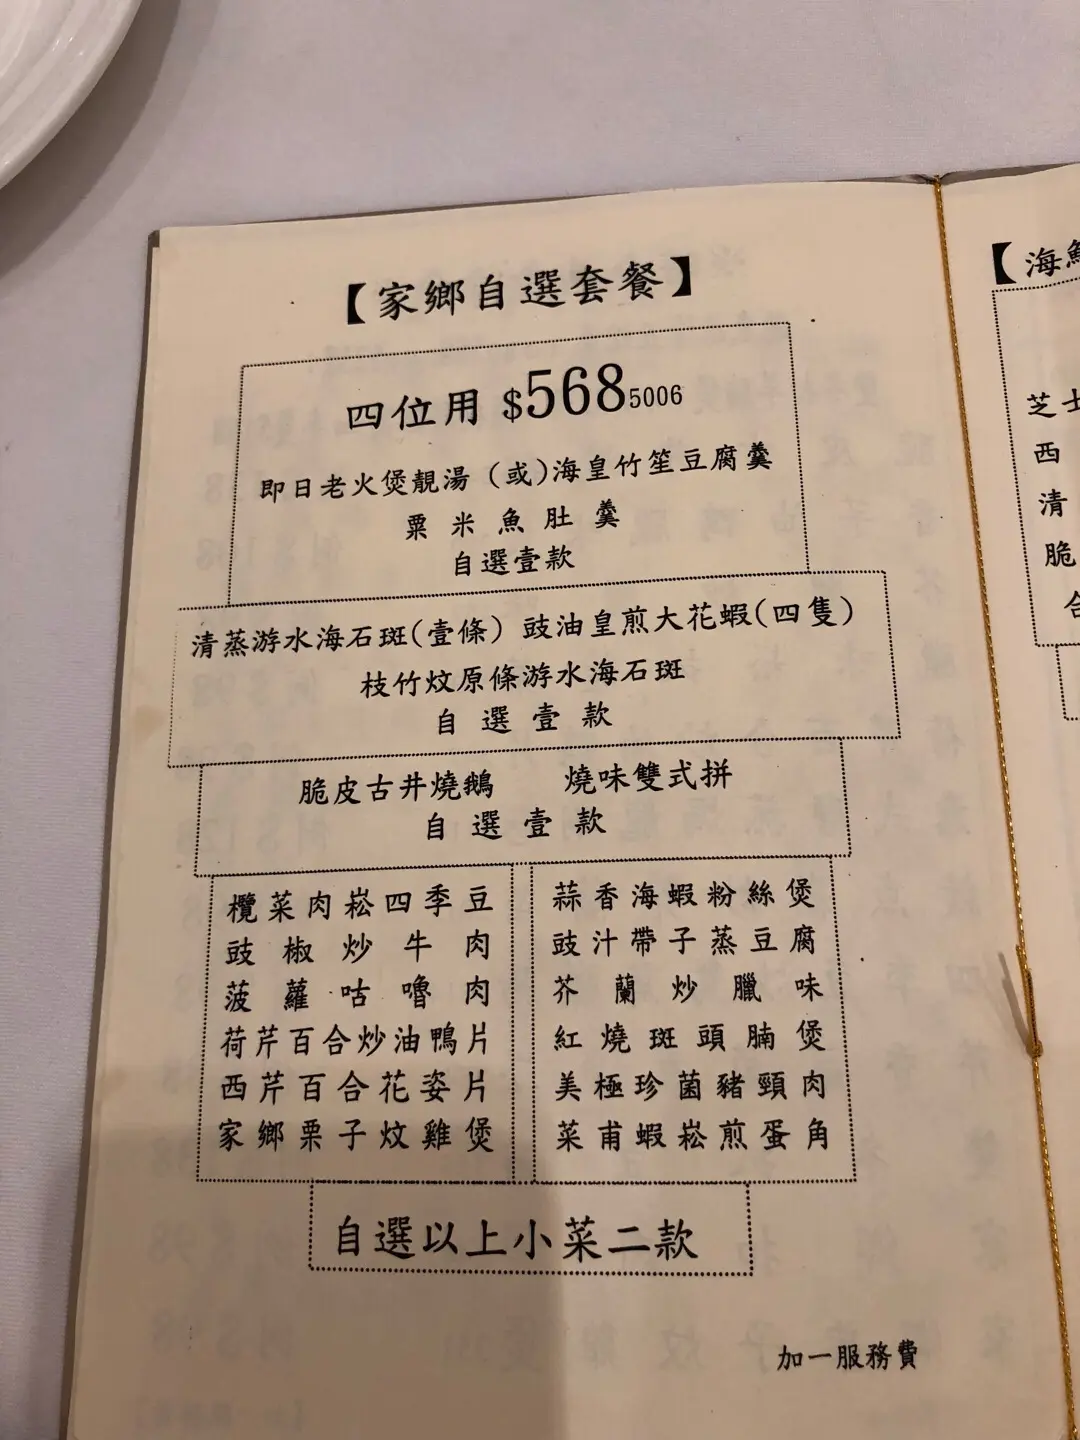 【家鄉自選套餐】
四位用 $568 5006
即日老火煲靚湯 (或)海皇竹笙豆腐羹
粟米魚肚羹
自選壹款
清蒸游水海石斑(壹條) 豉油皇煎大花蝦(四隻)
枝竹炆原條游水海石斑
自選壹款
脆皮古井燒鵝 燒味雙式拼
自選壹款
欖菜肉崧四季豆
豉椒炒牛肉
菠蘿咕嚕肉
荷芹百合炒油鴨片
西芹百合花姿片
家鄉栗子炆雞煲
蒜香海蝦粉絲煲
豉汁帶子蒸豆腐
芥蘭炒臘味
紅燒斑頭腩煲
美極珍菌豬頸肉
菜甫蝦崧煎蛋角
自選以上小菜二款
加一服務費
【海
芝士
西
清
脆